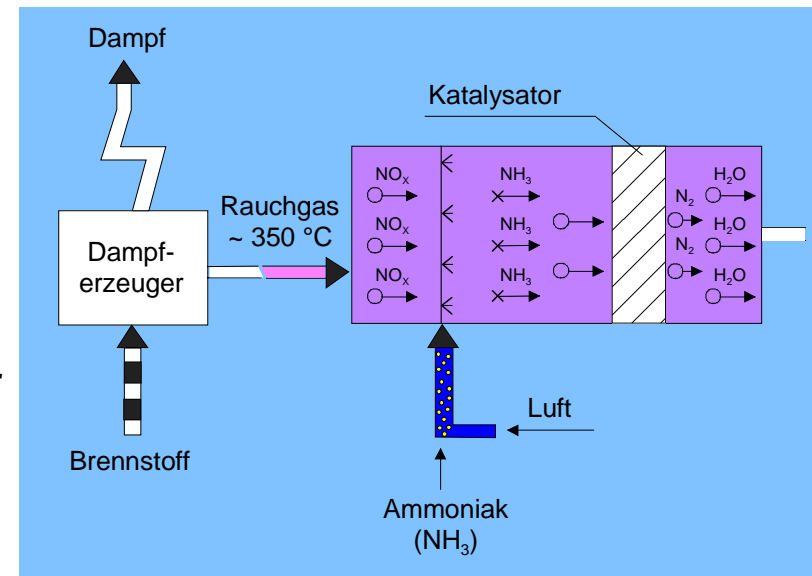 Dampf
Katalysator
NOX
NH3
H2O
N2
Rauchgas
~ 350 °C
NOX
NH3
H2O
N2
Dampf-
erzeuger
NOX
NH3
H2O
Luft
Brennstoff
Ammoniak
(NH3)